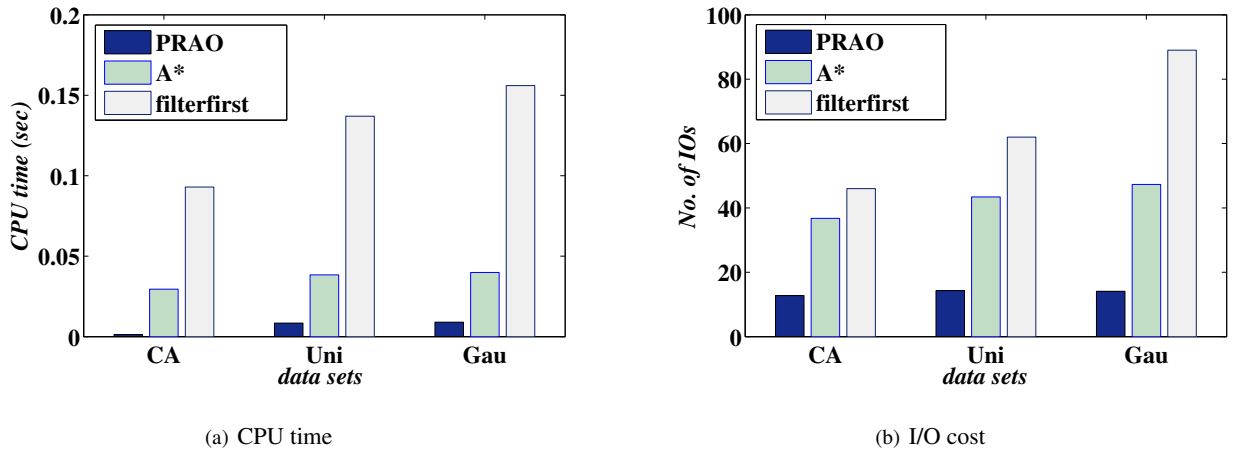 0.2
0.15
0.1
0.05
0
CPU time (sec)
PRAO
A*
filterfirst
CA
Uni
Gau
data sets
(a) CPU time
100
80
60
40
20
0
No. of IOs
PRAO
A*
filterfirst
CA
Uni
Gau
data sets
(b) I/O cost